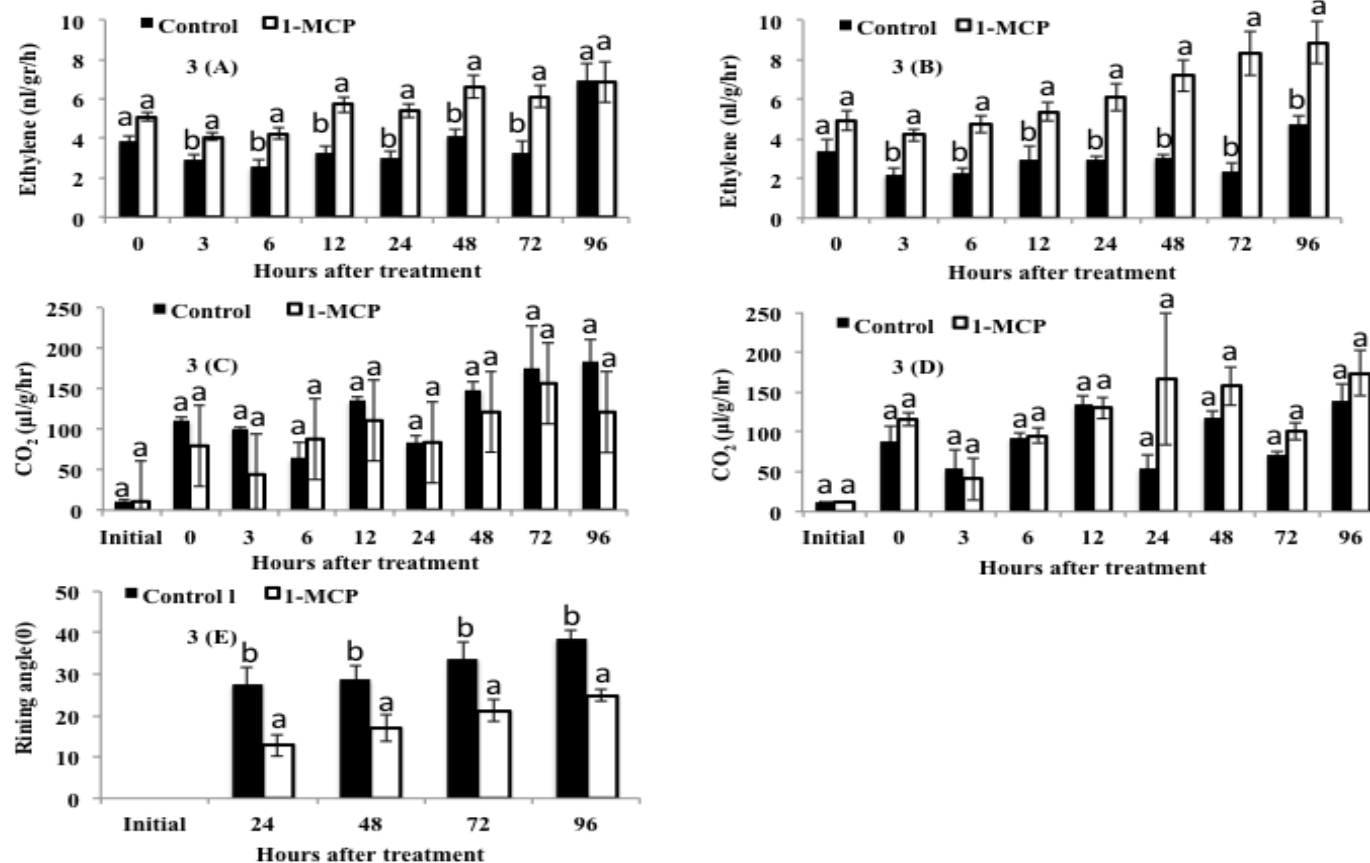 Control 1-MCP
3 (A)
Ethylene (nl/gr/h)
10
8
6
4
2
0
a a b a b a b a b a b a b a a a
0 3 6 12 24 48 72 96
Hours after treatment
Control 1-MCP
3 (B)
Ethylene (nl/g/hr)
10
8
6
4
2
0
a a b a b a b a b a b a b a b a
0 3 6 12 24 48 72 96
Hours after treatment
Control 1-MCP
3 (C)
CO₂ (µl/g/hr)
250
200
150
100
50
0
a a a a a a a a a a a a a a a a a a
Initial 0 3 6 12 24 48 72 96
Hours after treatment
Control 1-MCP
3 (D)
CO₂ (µl/g/hr)
250
200
150
100
50
0
a a a a a a a a a a a a a a a a a a
Initial 0 3 6 12 24 48 72 96
Hours after treatment
Control l 1-MCP
3 (E)
Rining angle(0)
50
40
30
20
10
0
b a b a b a b a
Initial 24 48 72 96
Hours after treatment